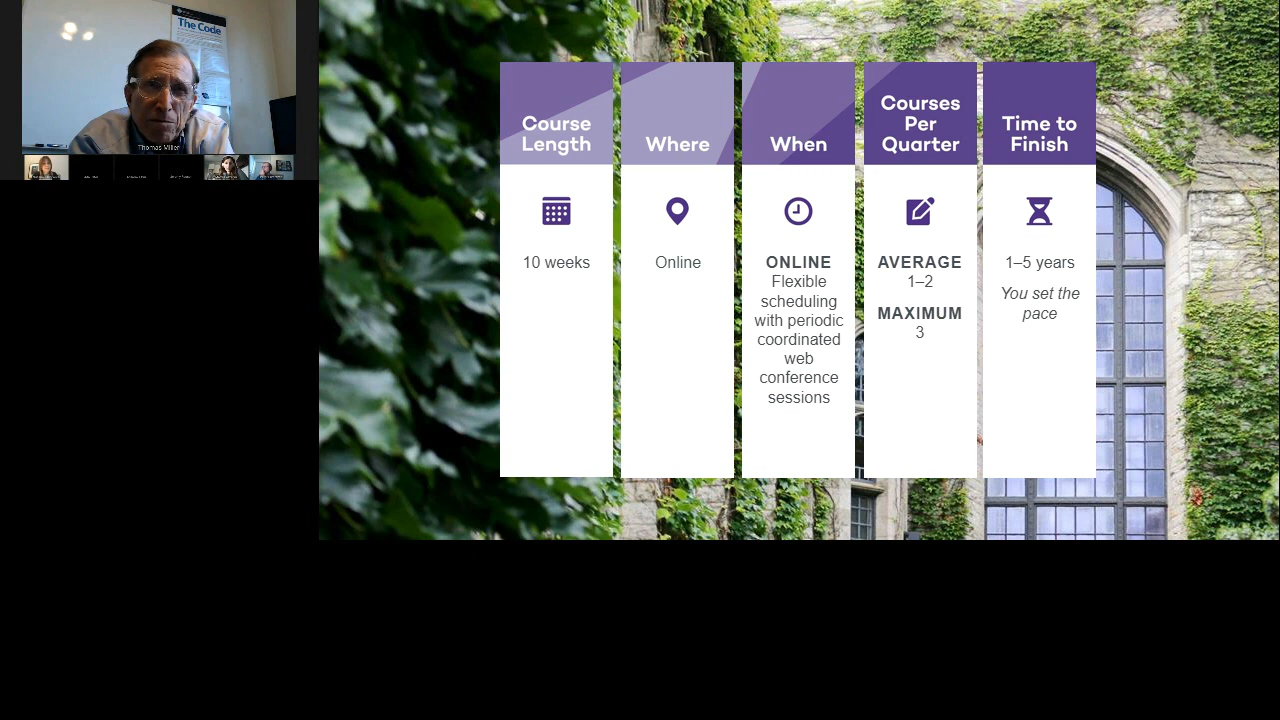 The Code
Thomas Miller
Course
Length
Where
When
Courses
Per
Quarter
Time to
Finish
10 weeks
Online
ONLINE
Flexible
scheduling
with periodic
coordinated
web
conference
sessions
AVERAGE
1–2
MAXIMUM
3
1–5 years
You set the
pace